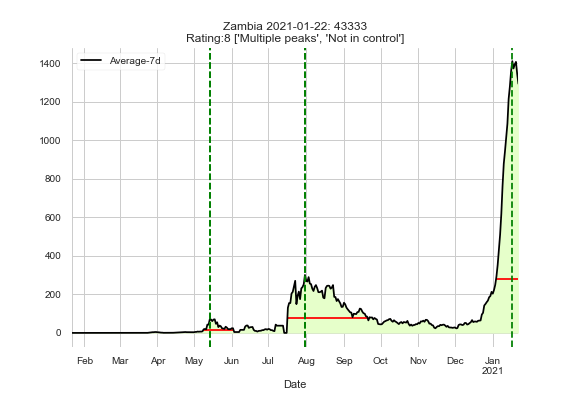 Zambia 2021-01-22: 43333
Rating:8 ['Multiple peaks', 'Not in control']
Average-7d
1400
1200
1000
800
600
400
200
0
Feb Mar Apr May Jun Jul Aug Sep Oct Nov Dec Jan
2021
Date